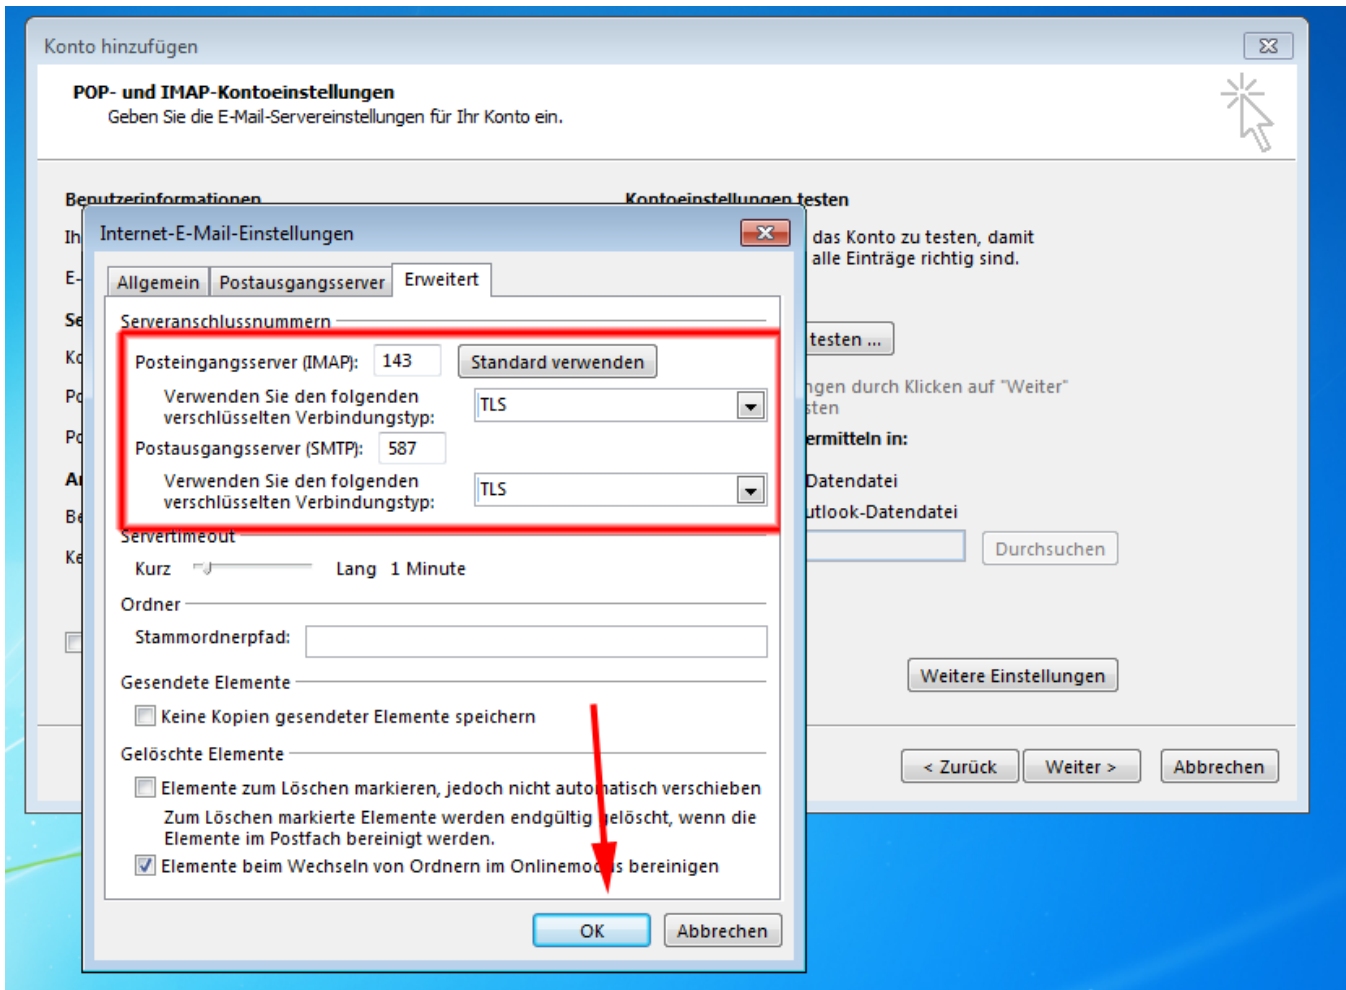 Konto hinzufügen
POP- und IMAP-Kontoeinstellungen
Geben Sie die E-Mail-Servereinstellungen für Ihr Konto ein.
Benutzerinformationen
Kontoeinstellungen testen
das Konto zu testen, damit
alle Einträge richtig sind.
testen ...
durch Klicken auf "Weiter"
in:
Datendatei
Durchsuchen
Weitere Einstellungen
< Zurück
Weiter >
Abbrechen
Internet-E-Mail-Einstellungen
Allgemein
Postausgangsserver
Erweitert
Serveranschlussnummern
Posteingangsserver (IMAP): 143 Standard verwenden
Verwenden Sie den folgenden
verschlüsselten Verbindungstyp: TLS
Postausgangsserver (SMTP): 587
Verwenden Sie den folgenden
verschlüsselten Verbindungstyp: TLS
Servertimeout
Kurz Lang 1 Minute
Ordner
Stammordnerpfad:
Gesendete Elemente
Keine Kopien gesendeter Elemente speichern
Gelöschte Elemente
Elemente zum Löschen markieren, jedoch nicht automatisch verschieben
Zum Löschen markierte Elemente werden endgültig gelöscht, wenn die
Elemente im Postfach bereinigt werden.
Elemente beim Wechseln von Ordnern im Onlinemodus bereinigen
OK
Abbrechen